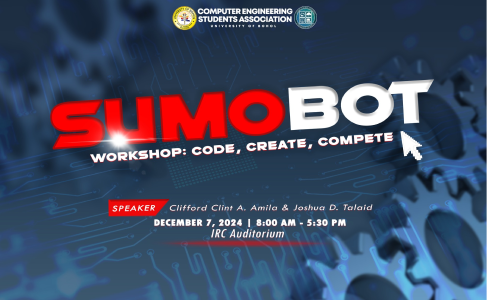 COMPUTER ENGINEERING
STUDENTS ASSOCIATION
UNIVERSITY OF BOHOL
SUMOBOT
WORKSHOP: CODE, CREATE, COMPETE
SPEAKER Clifford Clint A. Amila & Joshua D. Talaid
DECEMBER 7, 2024 | 8:00 AM - 5:30 PM
IRC Auditorium